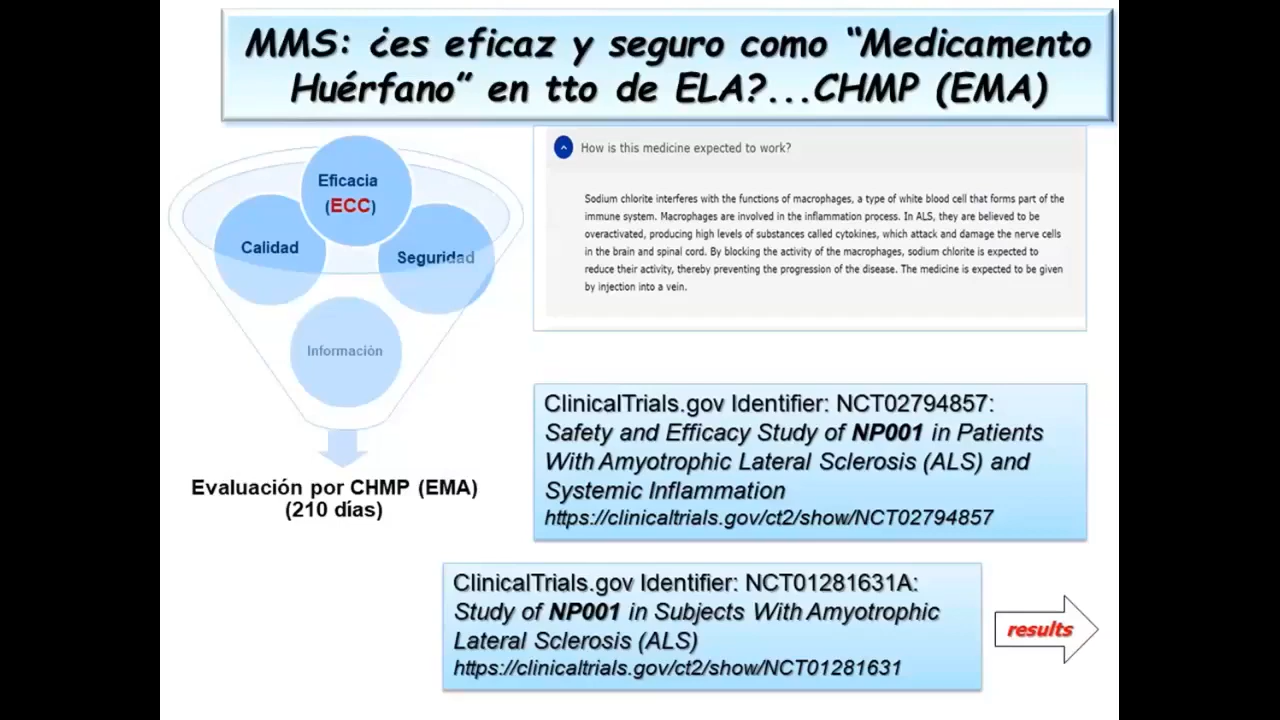 MMS: ¿es eficaz y seguro como “Medicamento
Huérfano” en tto de ELA?...CHMP (EMA)
Eficacia
(ECC)
Calidad
Seguridad
Información
Evaluación por CHMP (EMA)
(210 días)
How is this medicine expected to work?
Sodium chlorite interferes with the functions of macrophages, a type of white blood cell that forms part of the
immune system. Macrophages are involved in the inflammation process. In ALS, they are believed to be
overactivated, producing high levels of substances called cytokines, which attack and damage the nerve cells
in the brain and spinal cord. By blocking the activity of the macrophages, sodium chlorite is expected to
reduce their activity, thereby preventing the progression of the disease. The medicine is expected to be given
by injection into a vein.
ClinicalTrials.gov Identifier: NCT02794857:
Safety and Efficacy Study of NP001 in Patients
With Amyotrophic Lateral Sclerosis (ALS) and
Systemic Inflammation
https://clinicaltrials.gov/ct2/show/NCT02794857
ClinicalTrials.gov Identifier: NCT01281631A:
Study of NP001 in Subjects With Amyotrophic
Lateral Sclerosis (ALS)
https://clinicaltrials.gov/ct2/show/NCT01281631
results